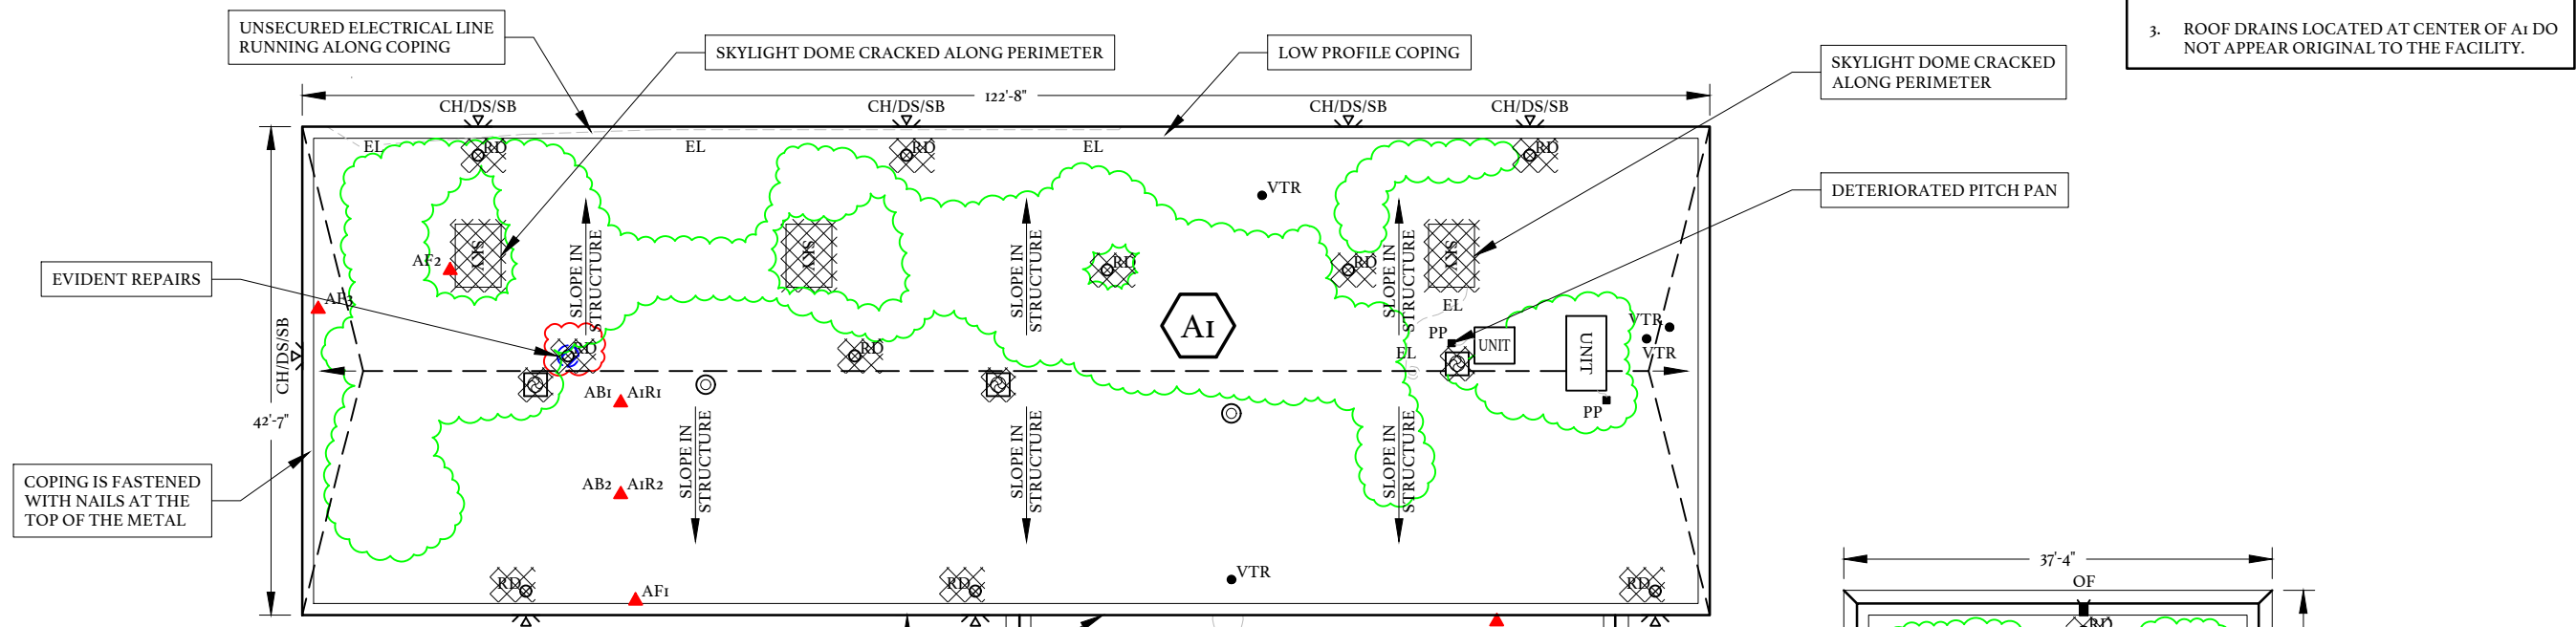 3. ROOF DRAINS LOCATED AT CENTER OF A1 DO
NOT APPEAR ORIGINAL TO THE FACILITY.
UNSECURED ELECTRICAL LINE
RUNNING ALONG COPING
SKYLIGHT DOME CRACKED ALONG PERIMETER
LOW PROFILE COPING
SKYLIGHT DOME CRACKED
ALONG PERIMETER
122'-8"
CH/DS/SB
CH/DS/SB
CH/DS/SB
CH/DS/SB
EL
RD
EL
RD
EL
RD
VTR
DETERIORATED PITCH PAN
SKY
SKY
SKY
AF2
SLOPE IN
STRUCTURE
SLOPE IN
STRUCTURE
SLOPE IN
STRUCTURE
RD
RD
EVIDENT REPAIRS
AF3
EL
A1
VTR
PP
UNIT
UNIT
VTR
CH/DS/SB
RD
RD
EL
42'-7"
AB1 A1R1
PP
SLOPE IN
STRUCTURE
SLOPE IN
STRUCTURE
SLOPE IN
STRUCTURE
COPING IS FASTENED
WITH NAILS AT THE
TOP OF THE METAL
AB2 A1R2
RD
AF1
RD
VTR
RD
37'-4"
OF
RD